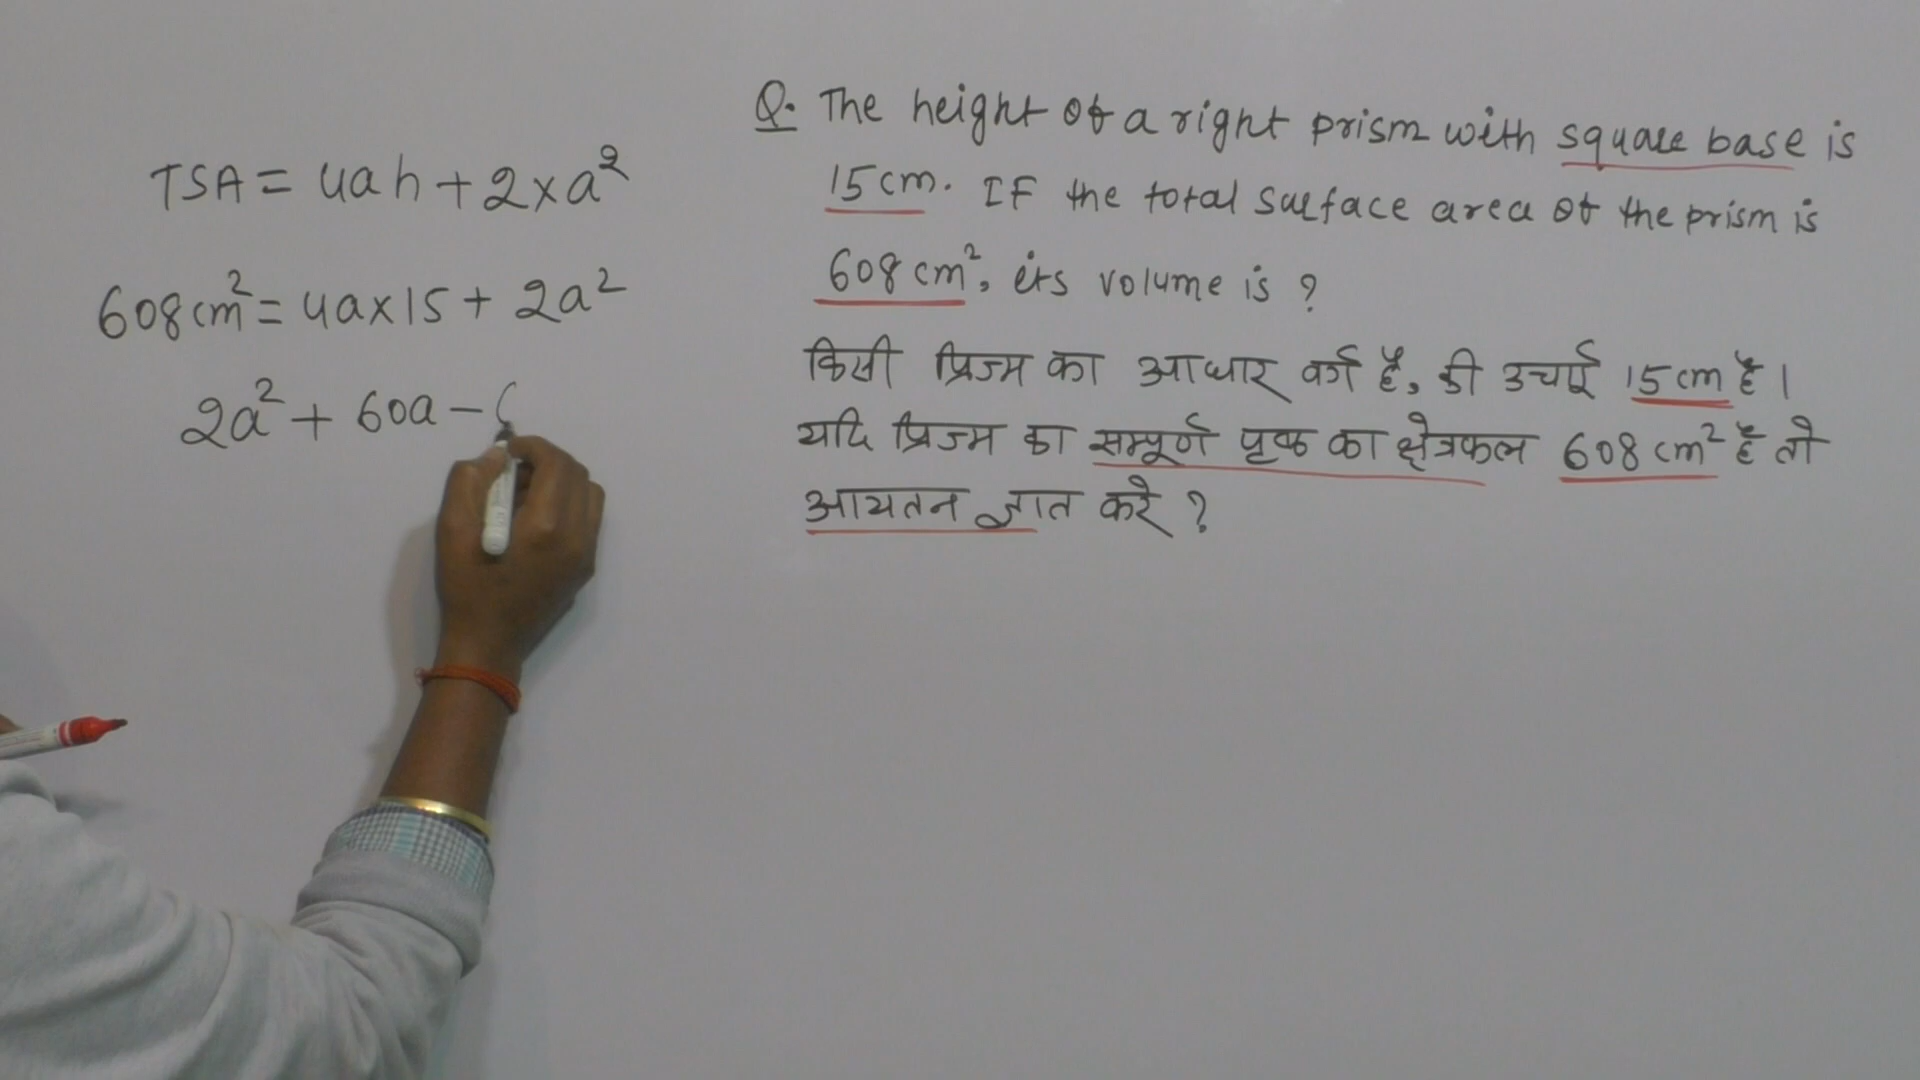 TSA = 4ah + 2×a²
608 cm² = 4a×15 + 2a²
2a² + 60a - 6
Q. The height of a right prism with square base is
15 cm. If the total surface area of the prism is
608 cm², its volume is ?
किसी प्रिज्म का आधार वर्ग है, की उचाई 15 cm है।
यदि प्रिज्म का सम्पूर्ण पृष्ठ का क्षेत्रफल 608 cm² है तो
आयतन ज्ञात करे ?